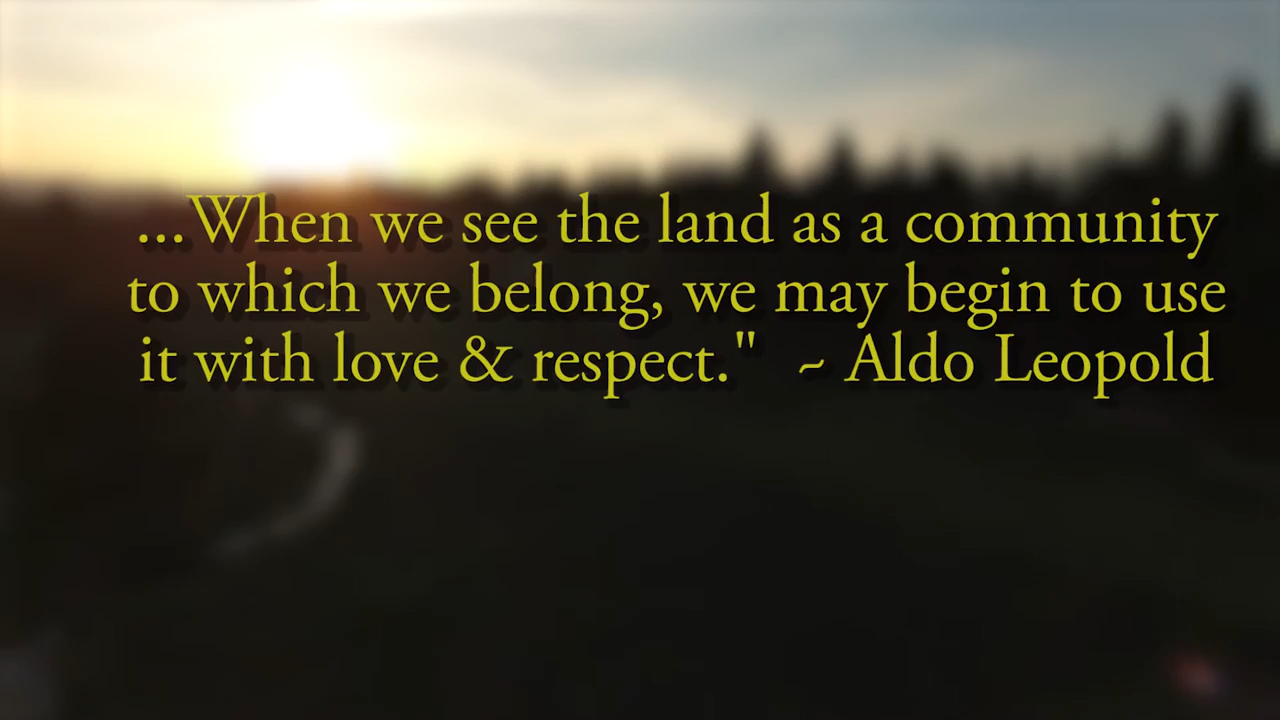 ...When we see the land as a community
to which we belong, we may begin to use
it with love & respect."  ~ Aldo Leopold